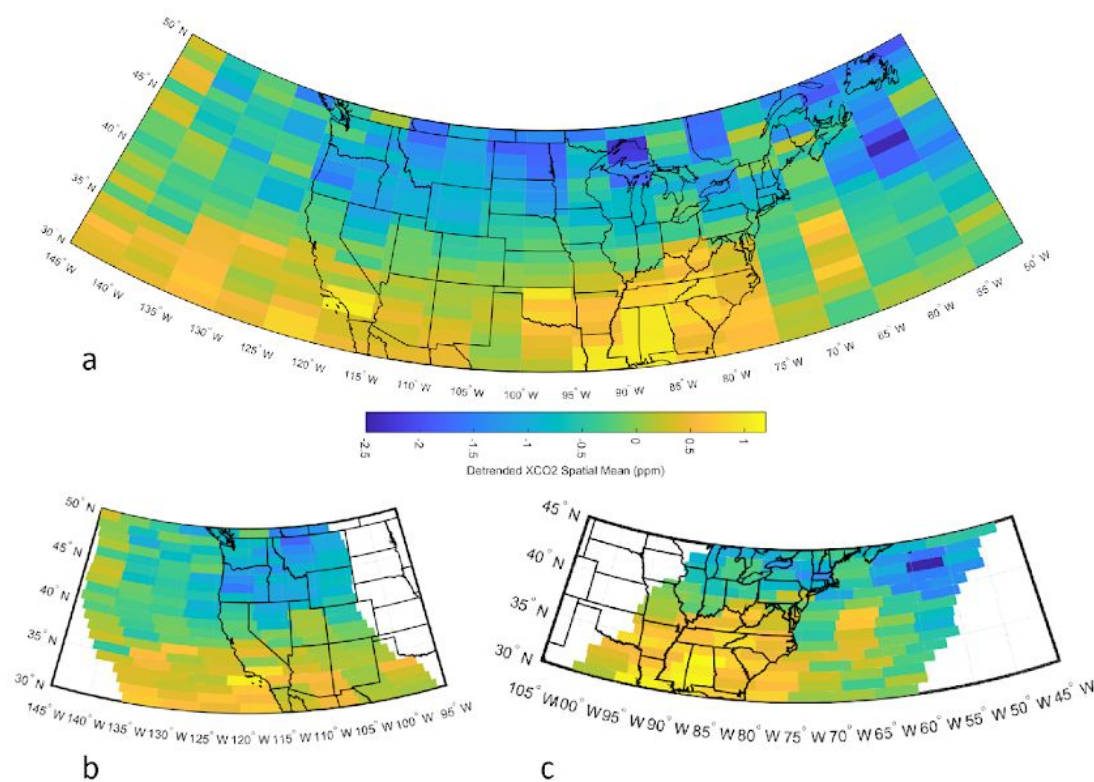 50° N
45° N
40° N
35° N
30° N
145° W
140° W
135° W
130° W
125° W
120° W
115° W
110° W
105° W
100° W
95° W
90° W
85° W
80° W
75° W
70° W
65° W
60° W
55° W
50° W
a
-2.5
-2
-1.5
-1
-0.5
0
0.5
1
Detrended XCO2 Spatial Mean (ppm)
50° N
45° N
40° N
35° N
30° N
145° W
140° W
135° W
130° W
125° W
120° W
115° W
110° W
105° W
100° W
95° W
b
45° N
40° N
35° N
30° N
105° W
100° W
95° W
90° W
85° W
80° W
75° W
70° W
65° W
60° W
55° W
50° W
45° W
c